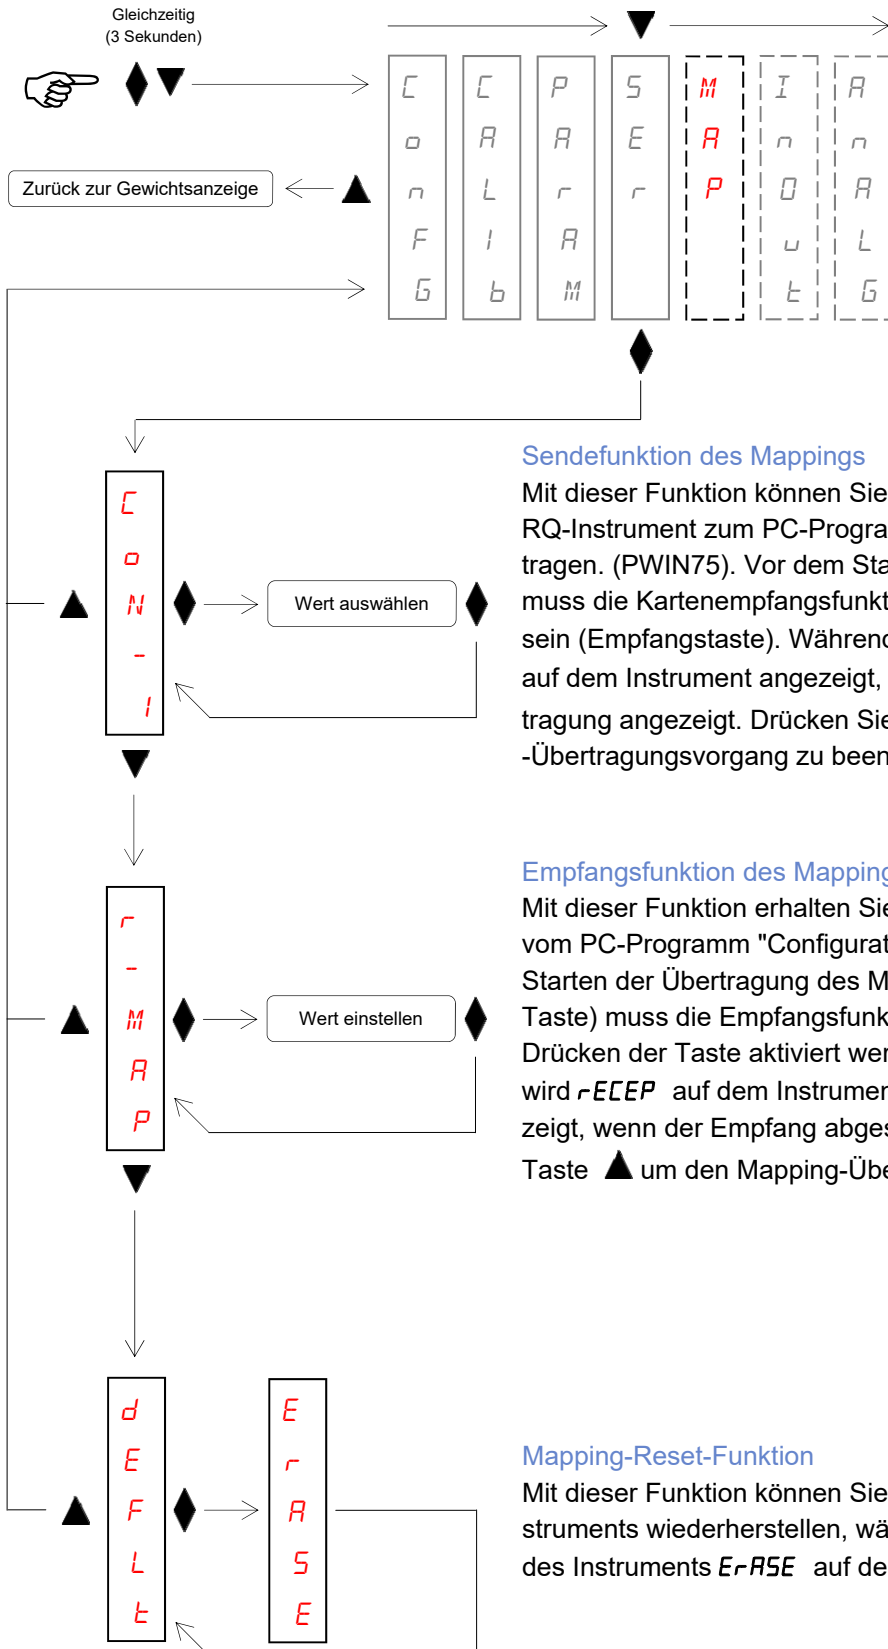 Gleichzeitig
(3 Sekunden)
ConFG
CALIb
PArAM
SEr
MAP
InOut
AnALG
Zurück zur Gewichtsanzeige
CoN-1
Wert auswählen
Sendefunktion des Mappings
Mit dieser Funktion können Sie
RQ-Instrument zum PC-Progra
tragen. (PWIN75). Vor dem Sta
muss die Kartenempfangsfunkt
sein (Empfangstaste). Während
auf dem Instrument angezeigt,
tragung angezeigt. Drücken Sie
-Übertragungsvorgang zu been
r-MAP
Wert einstellen
Empfangsfunktion des Mapping
Mit dieser Funktion erhalten Sie
vom PC-Programm "Configurat
Starten der Übertragung des M
Taste) muss die Empfangsfunk
Drücken der Taste aktiviert wer
wird rECEP auf dem Instrumen
zeigt, wenn der Empfang abges
Taste ▲ um den Mapping-Übe
dEFLt
ErASE
Mapping-Reset-Funktion
Mit dieser Funktion können Sie
struments wiederherstellen, wä
des Instruments ErASE auf de